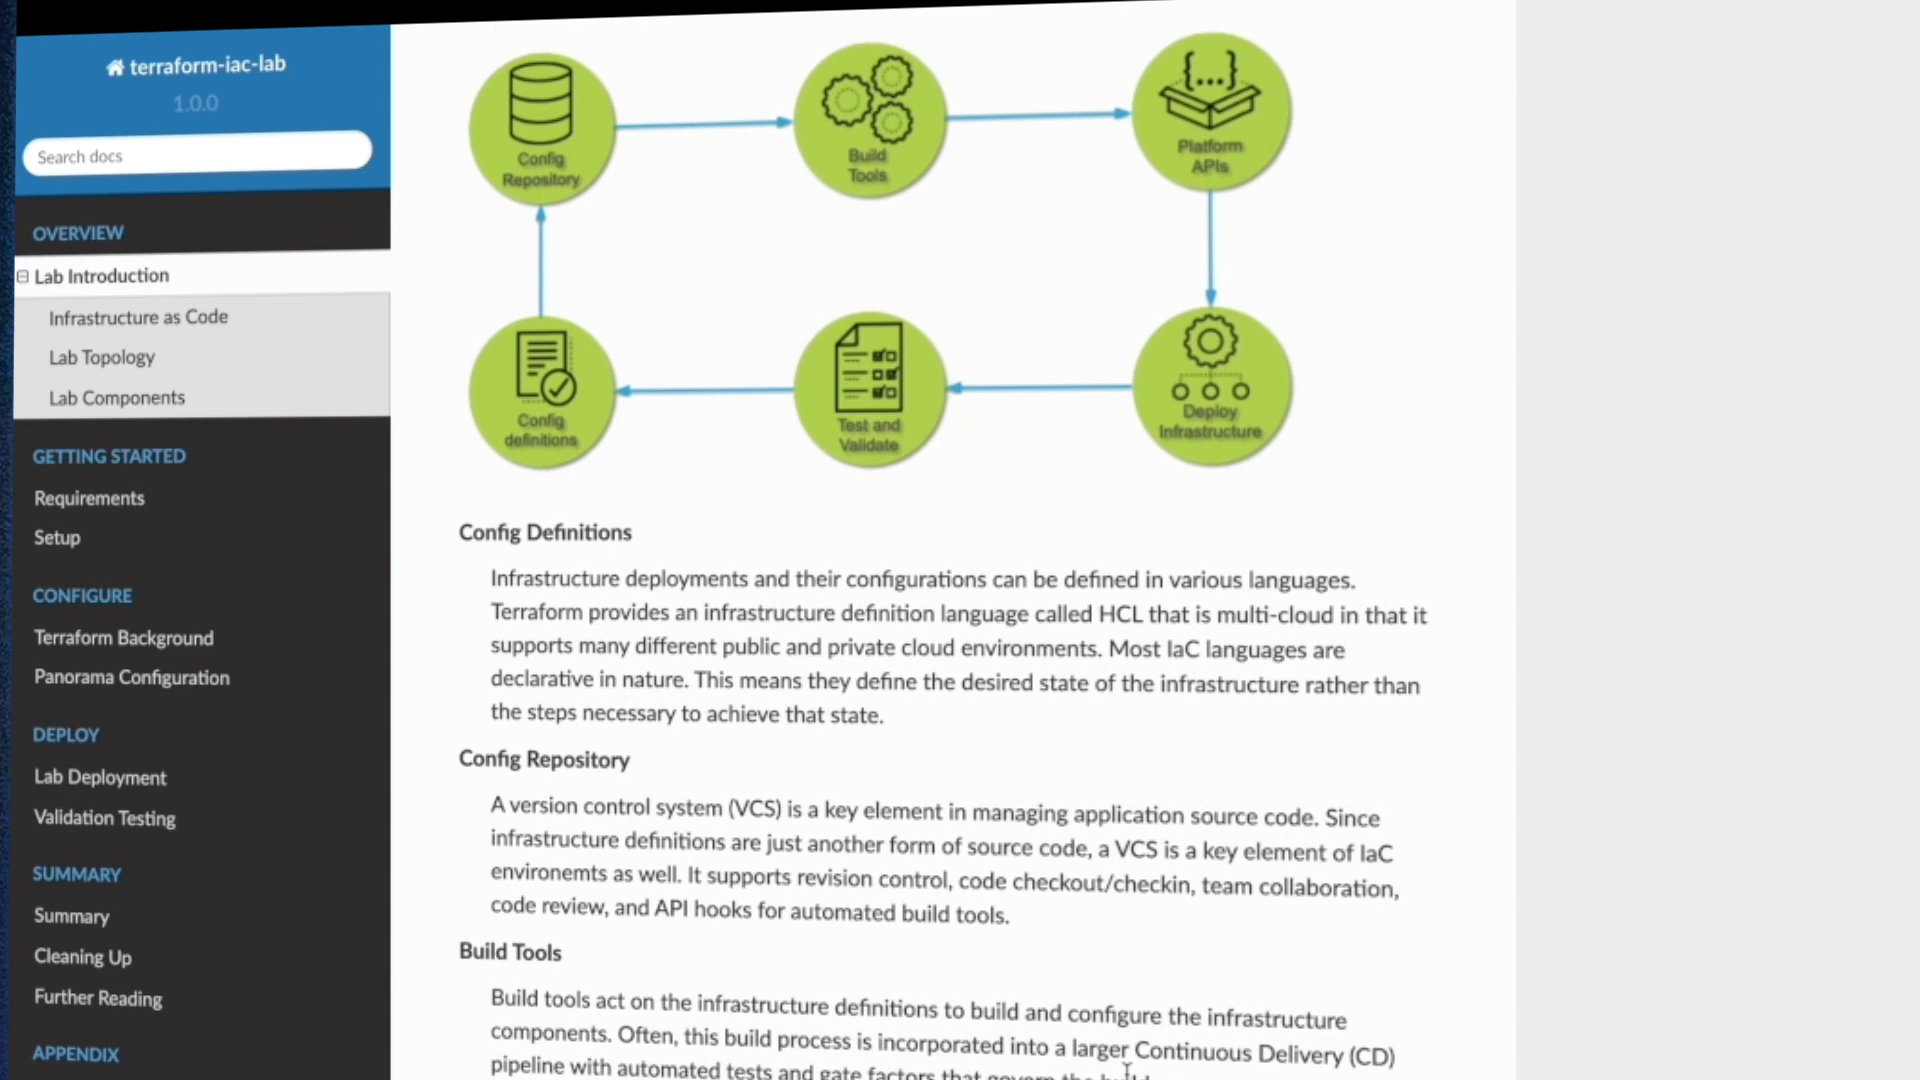 terraform-iac-lab
1.0.0
Search docs
OVERVIEW
Lab Introduction
Infrastructure as Code
Lab Topology
Lab Components
GETTING STARTED
Requirements
Setup
CONFIGURE
Terraform Background
Panorama Configuration
DEPLOY
Lab Deployment
Validation Testing
SUMMARY
Summary
Cleaning Up
Further Reading
APPENDIX
Config
Repository
Build
Tools
{...}
Platform
APIs
Config
definitions
Test and
Validate
Deploy
Infrastructure
Config Definitions
Infrastructure deployments and their configurations can be defined in various languages.
Terraform provides an infrastructure definition language called HCL that is multi-cloud in that it
supports many different public and private cloud environments. Most IaC languages are
declarative in nature. This means they define the desired state of the infrastructure rather than
the steps necessary to achieve that state.
Config Repository
A version control system (VCS) is a key element in managing application source code. Since
infrastructure definitions are just another form of source code, a VCS is a key element of IaC
environemts as well. It supports revision control, code checkout/checkin, team collaboration,
code review, and API hooks for automated build tools.
Build Tools
Build tools act on the infrastructure definitions to build and configure the infrastructure
components. Often, this build process is incorporated into a larger Continuous Delivery (CD)
pipeline with automated tests and gate factors that govern the